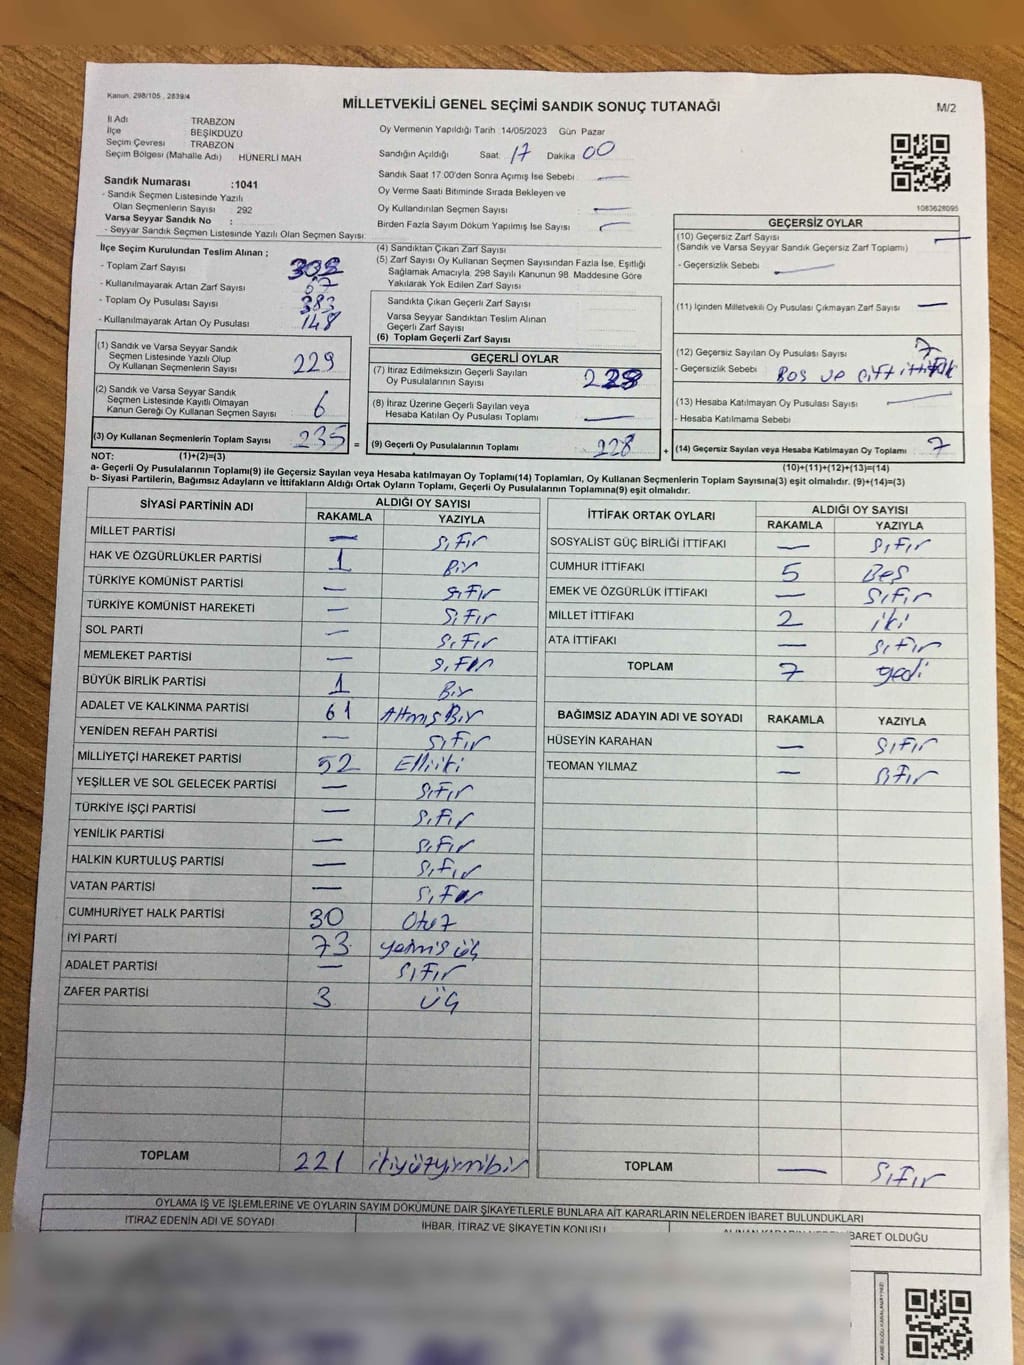 Kanun. 298/105 , 2839/4
MİLLETVEKİLİ GENEL SEÇİMİ SANDIK SONUÇ TUTANAĞI
M/2
İl Adı TRABZON
İlçe BEŞİKDÜZÜ
Seçim Çevresi TRABZON
Seçim Bölgesi (Mahalle Adı) HÜNERLİ MAH
Sandık Numarası :1041
- Sandık Seçmen Listesinde Yazılı
Olan Seçmenlerin Sayısı 292
Varsa Seyyar Sandık No :
- Seyyar Sandık Seçmen Listesinde Yazılı Olan Seçmen Sayısı:
Oy Vermenin Yapıldığı Tarih 14/05/2023 Gün Pazar
Sandığın Açıldığı Saat: 17 Dakika 00
Sandık Saat 17:00'den Sonra Açımış İse Sebebi —
Oy Verme Saati Bitiminde Sırada Bekleyen ve
Oy Kullandırılan Seçmen Sayısı —
Birden Fazla Sayım Döküm Yapılmış İse Sayısı —
1083628095
İlçe Seçim Kurulundan Teslim Alınan ;
- Toplam Zarf Sayısı
- Kullanılmayarak Artan Zarf Sayısı 67
- Toplam Oy Pusulası Sayısı 383
- Kullanılmayarak Artan Oy Pusulası 148
(1) Sandık ve Varsa Seyyar Sandık
Seçmen Listesinde Yazılı Olup
Oy Kullanan Seçmenlerin Sayısı 229
(2) Sandık ve Varsa Seyyar Sandık
Seçmen Listesinde Kayıtlı Olmayan
Kanun Gereği Oy Kullanan Seçmen Sayısı 6
(3) Oy Kullanan Seçmenlerin Toplam Sayısı 235 =
(4) Sandıktan Çıkan Zarf Sayısı
(5) Zarf Sayısı Oy Kullanan Seçmen Sayısından Fazla İse, Eşitliği
Sağlamak Amacıyla, 298 Sayılı Kanunun 98. Maddesine Göre
Yakılarak Yok Edilen Zarf Sayısı
Sandıkta Çıkan Geçerli Zarf Sayısı
Varsa Seyyar Sandıktan Teslim Alınan
Geçerli Zarf Sayısı
(6) Toplam Geçerli Zarf Sayısı
GEÇERLİ OYLAR
(7) İtiraz Edilmeksizin Geçerli Sayılan
Oy Pusulalarının Sayısı 228
(8) İtiraz Üzerine Geçerli Sayılan veya
Hesaba Katılan Oy Pusulası Toplamı —
(9) Geçerli Oy Pusulalarının Toplamı 228 +
GEÇERSİZ OYLAR
(10) Geçersiz Zarf Sayısı —
(Sandık ve Varsa Seyyar Sandık Geçersiz Zarf Toplamı)
- Geçersizlik Sebebi —
(11) İçinden Milletvekili Oy Pusulası Çıkmayan Zarf Sayısı —
(12) Geçersiz Sayılan Oy Pusulası Sayısı 7
- Geçersizlik Sebebi Boş ve çift ittifak
(13) Hesaba Katılmayan Oy Pusulası Sayısı —
- Hesaba Katılmama Sebebi
(14) Geçersiz Sayılan veya Hesaba Katılmayan Oy Toplamı 7
NOT: (1)+(2)=(3) (10)+(11)+(12)+(13)=(14)
a- Geçerli Oy Pusulalarının Toplamı(9) ile Geçersiz Sayılan veya Hesaba katılmayan Oy Toplamı(14) Toplamları, Oy Kullanan Seçmenlerin Toplam Sayısına(3) eşit olmalıdır. (9)+(14)=(3)
b- Siyasi Partilerin, Bağımsız Adayların ve İttifakların Aldığı Ortak Oyların Toplamı, Geçerli Oy Pusulalarının Toplamına(9) eşit olmalıdır.
SİYASİ PARTİNİN ADI ALDIĞI OY SAYISI
RAKAMLA YAZIYLA
MİLLET PARTİSİ — sıfır
HAK VE ÖZGÜRLÜKLER PARTİSİ 1 Bir
TÜRKİYE KOMÜNİST PARTİSİ — sıfır
TÜRKİYE KOMÜNİST HAREKETİ — sıfır
SOL PARTİ — sıfır
MEMLEKET PARTİSİ — sıfır
BÜYÜK BİRLİK PARTİSİ 1 Bir
ADALET VE KALKINMA PARTİSİ 61 Altmış Bir
YENİDEN REFAH PARTİSİ — sıfır
MİLLİYETÇİ HAREKET PARTİSİ 52 Elliiki
YEŞİLLER VE SOL GELECEK PARTİSİ — sıfır
TÜRKİYE İŞÇİ PARTİSİ — sıfır
YENİLİK PARTİSİ — sıfır
HALKIN KURTULUŞ PARTİSİ — sıfır
VATAN PARTİSİ — sıfır
CUMHURİYET HALK PARTİSİ 30 Otuz
İYİ PARTİ 73 yetmiş üç
ADALET PARTİSİ — sıfır
ZAFER PARTİSİ 3 üç
TOPLAM 221 ikiyüzyirmibir
İTTİFAK ORTAK OYLARI ALDIĞI OY SAYISI
RAKAMLA YAZIYLA
SOSYALİST GÜÇ BİRLİĞİ İTTİFAKI — sıfır
CUMHUR İTTİFAKI 5 Beş
EMEK VE ÖZGÜRLÜK İTTİFAKI — sıfır
MİLLET İTTİFAKI 2 iki
ATA İTTİFAKI — sıfır
TOPLAM 7 yedi
BAĞIMSIZ ADAYIN ADI VE SOYADI RAKAMLA YAZIYLA
HÜSEYİN KARAHAN — sıfır
TEOMAN YILMAZ — sıfır
TOPLAM — sıfır
OYLAMA İŞ VE İŞLEMLERİNE VE OYLARIN SAYIM DÖKÜMÜNE DAİR ŞİKAYETLERLE BUNLARA AİT KARARLARIN NELERDEN İBARET BULUNDUKLARI
İTİRAZ EDENİN ADI VE SOYADI İHBAR, İTİRAZ VE ŞİKAYETİN KONUSU ALINAN KARARIN NEDEN İBARET OLDUĞU